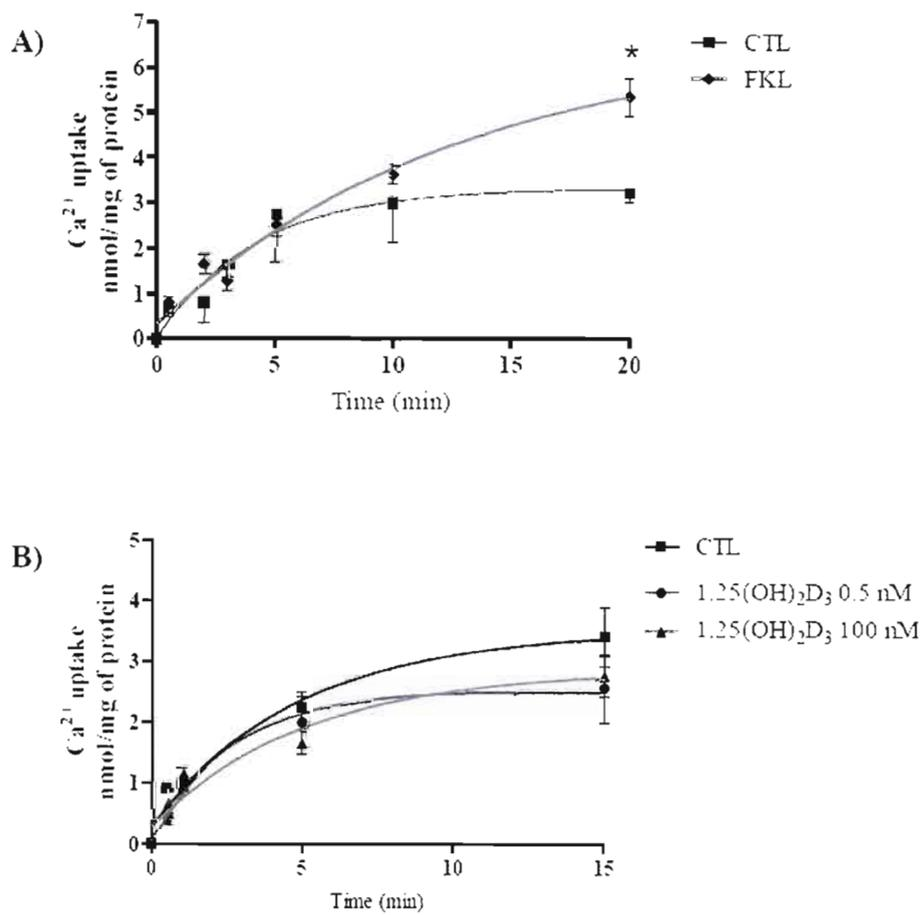 A)
7
6
5
4
3
2
1
0
Ca2+ uptake
nmol/mg of protein
0 5 10 15 20
Time (min)
*
CTL
FKL
B)
5
4
3
2
1
0
Ca2+ uptake
nmol/mg of protein
0 5 10 15
Time (min)
CTL
1.25(OH)2D3 0.5 nM
1.25(OH)2D3 100 nM